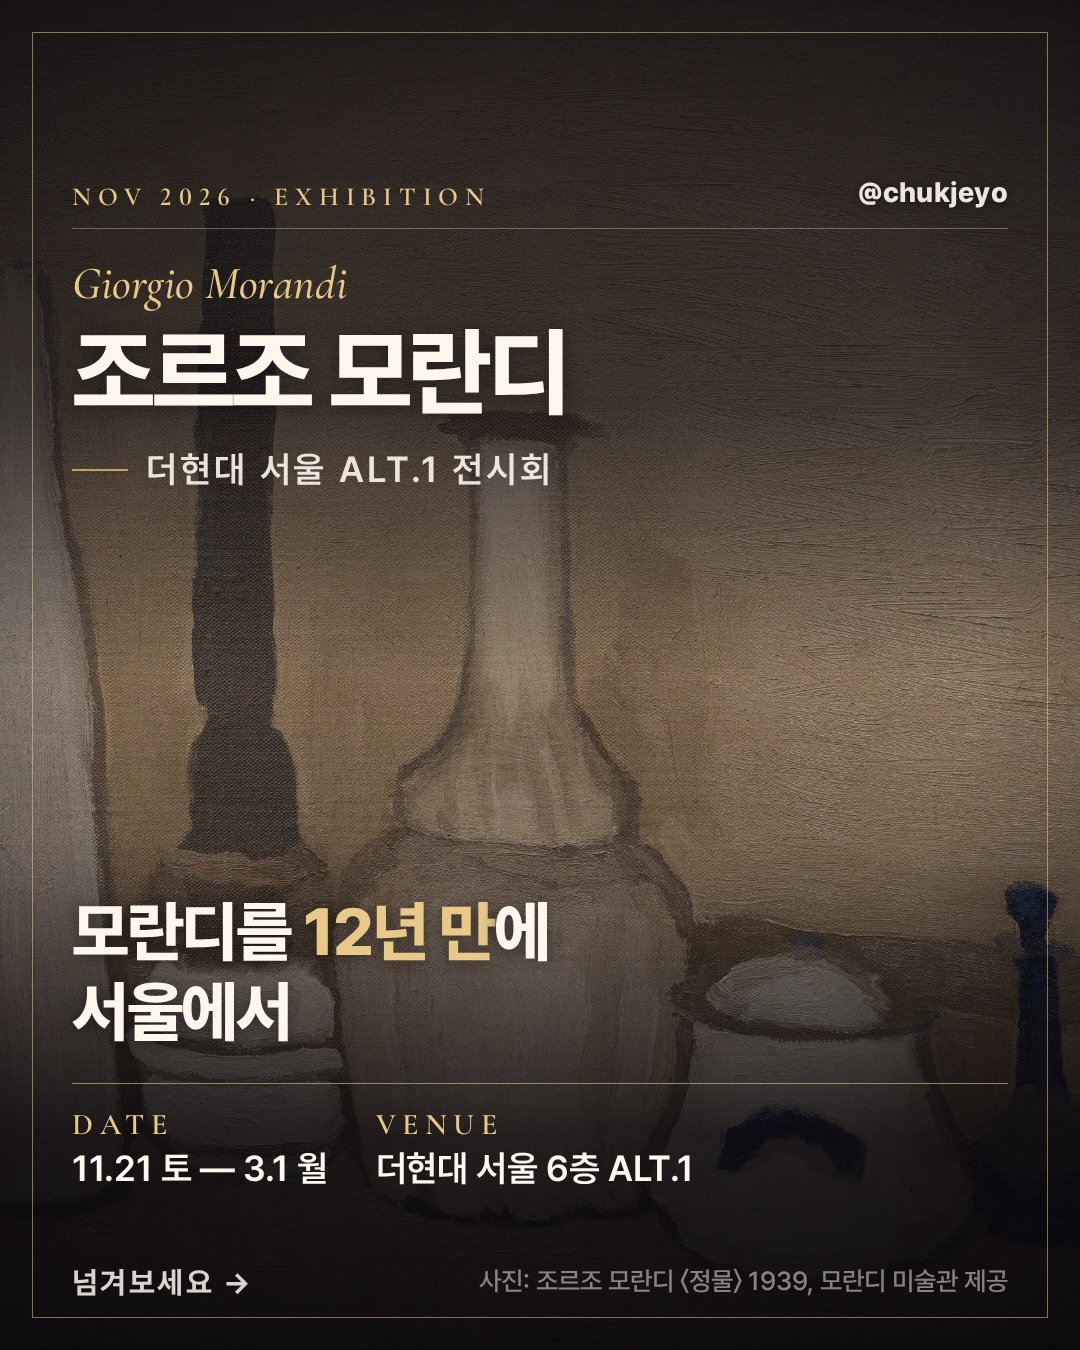 NOV 2026 · EXHIBITION
@chukjeyo
Giorgio Morandi
조르조 모란디
더현대 서울 ALT.1 전시회
모란디를 12년 만에
서울에서
DATE
11.21 토 — 3.1 월
VENUE
더현대 서울 6층 ALT.1
넘겨보세요 →
사진: 조르조 모란디 〈정물〉 1939, 모란디 미술관 제공